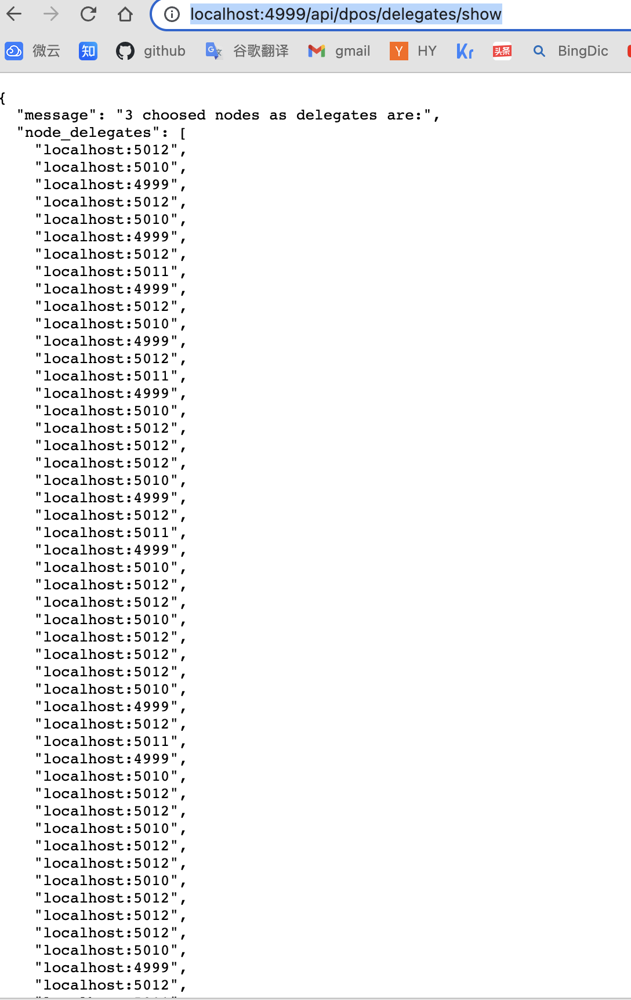 localhost:4999/api/dpos/delegates/show
微云 知 github 谷歌翻译 gmail Y HY Kr 头条 BingDic
{
"message": "3 choosed nodes as delegates are:",
"node_delegates": [
"localhost:5012",
"localhost:5010",
"localhost:4999",
"localhost:5012",
"localhost:5010",
"localhost:4999",
"localhost:5012",
"localhost:5011",
"localhost:4999",
"localhost:5012",
"localhost:5010",
"localhost:4999",
"localhost:5012",
"localhost:5011",
"localhost:4999",
"localhost:5010",
"localhost:5012",
"localhost:5012",
"localhost:5012",
"localhost:5010",
"localhost:4999",
"localhost:5012",
"localhost:5011",
"localhost:4999",
"localhost:5010",
"localhost:5012",
"localhost:5012",
"localhost:5010",
"localhost:5012",
"localhost:5012",
"localhost:5012",
"localhost:5010",
"localhost:4999",
"localhost:5012",
"localhost:5011",
"localhost:4999",
"localhost:5010",
"localhost:5012",
"localhost:5012",
"localhost:5010",
"localhost:5012",
"localhost:5012",
"localhost:5010",
"localhost:5012",
"localhost:5012",
"localhost:5012",
"localhost:5010",
"localhost:4999",
"localhost:5012",